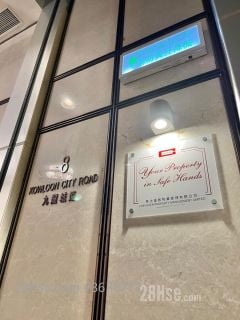 8
KOWLOON CITY ROAD
九龍城道
Your Property
in Safe Hands
28Hse.com